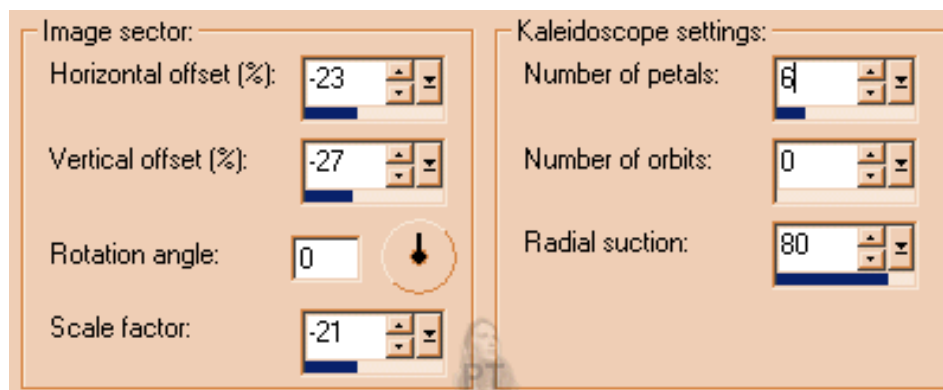 Image sector:
Horizontal offset (%): -23
Vertical offset (%): -27
Rotation angle: 0
Scale factor: -21
Kaleidoscope settings:
Number of petals: 6
Number of orbits: 0
Radial suction: 80
PT